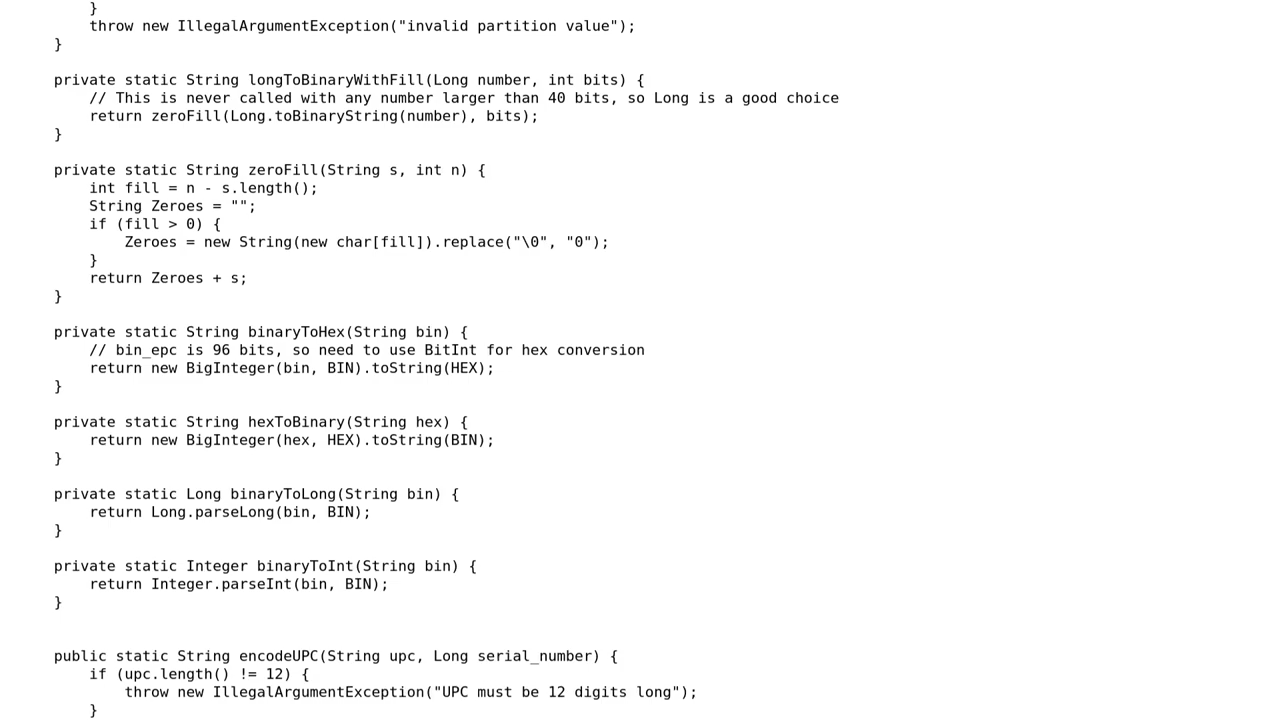 }
throw new IllegalArgumentException("invalid partition value");
}
private static String longToBinaryWithFill(Long number, int bits) {
// This is never called with any number larger than 40 bits, so Long is a good choice
return zeroFill(Long.toBinaryString(number), bits);
}
private static String zeroFill(String s, int n) {
int fill = n - s.length();
String Zeroes = "";
if (fill > 0) {
Zeroes = new String(new char[fill]).replace("\0", "0");
}
return Zeroes + s;
}
private static String binaryToHex(String bin) {
// bin_epc is 96 bits, so need to use BitInt for hex conversion
return new BigInteger(bin, BIN).toString(HEX);
}
private static String hexToBinary(String hex) {
return new BigInteger(hex, HEX).toString(BIN);
}
private static Long binaryToLong(String bin) {
return Long.parseLong(bin, BIN);
}
private static Integer binaryToInt(String bin) {
return Integer.parseInt(bin, BIN);
}
public static String encodeUPC(String upc, Long serial_number) {
if (upc.length() != 12) {
throw new IllegalArgumentException("UPC must be 12 digits long");
}